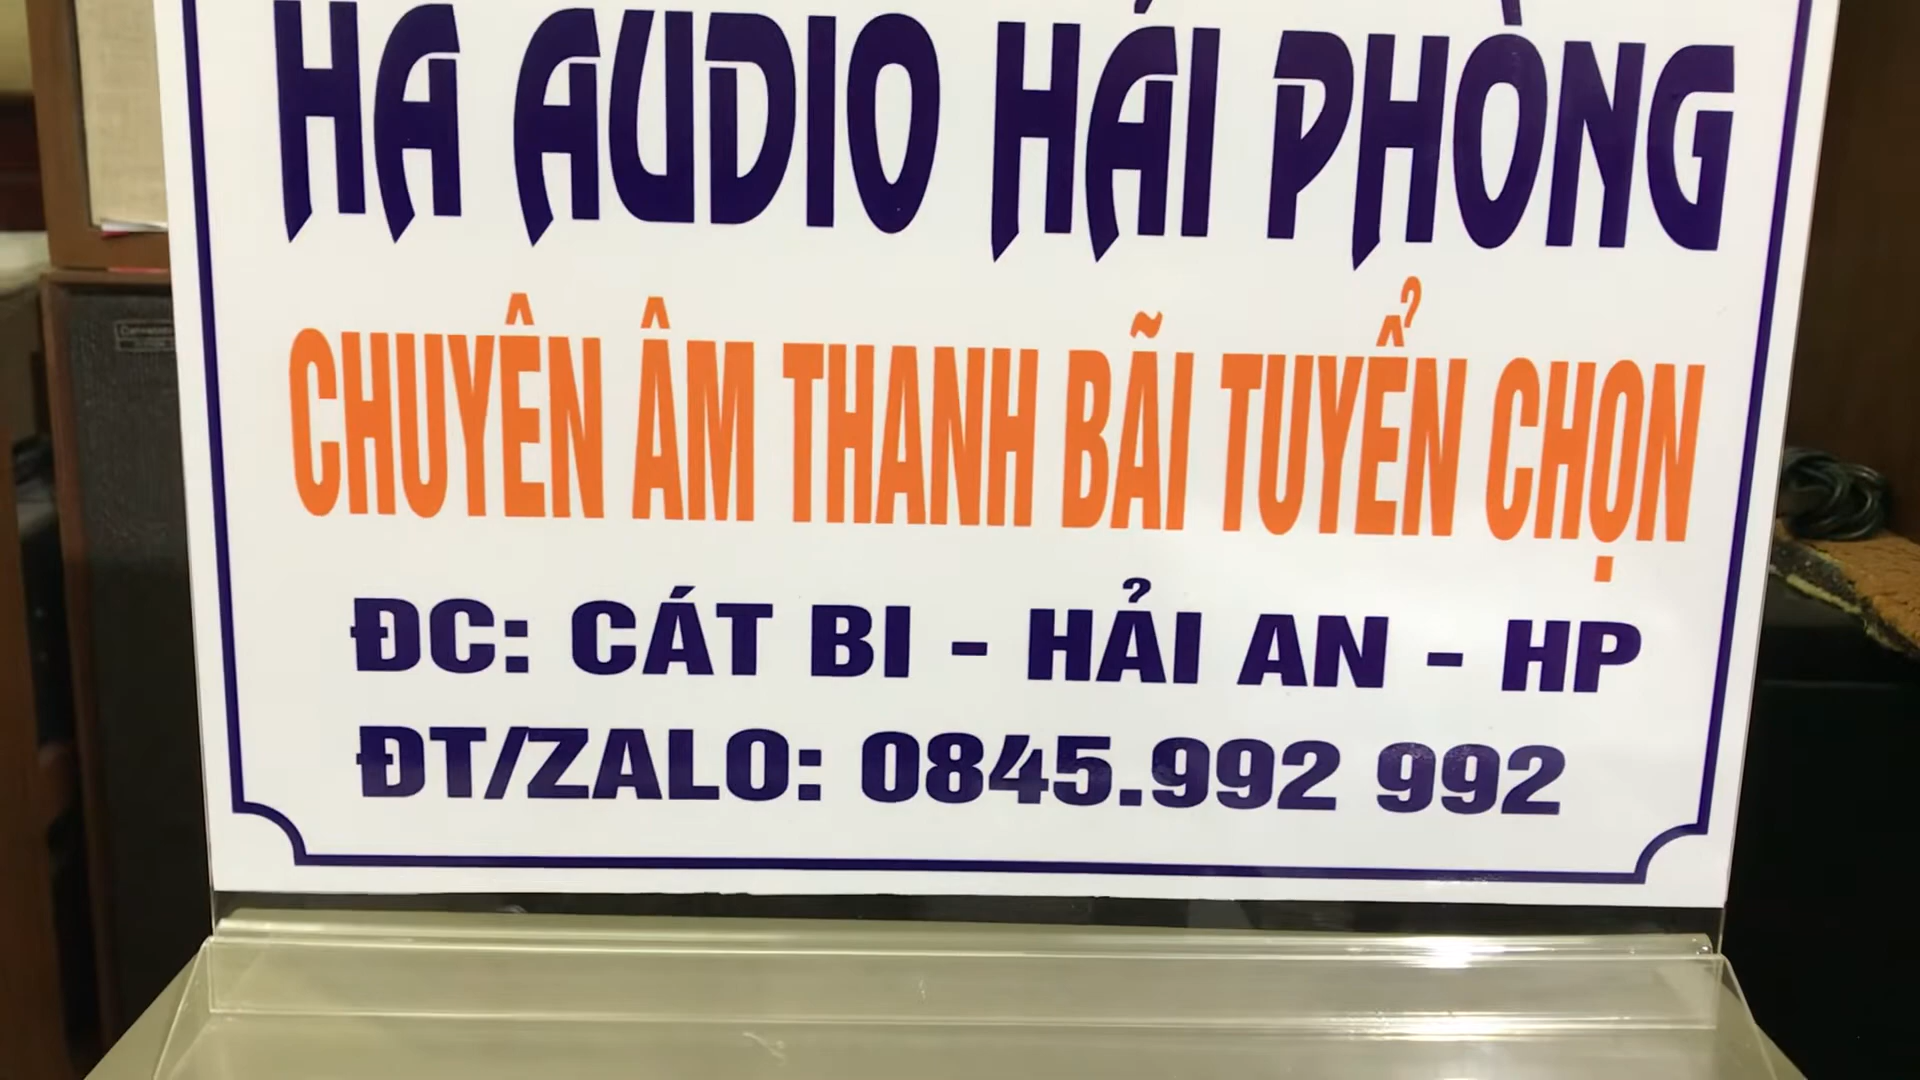 HA AUDIO HẢI PHÒNG
CHUYÊN ÂM THANH BÃI TUYỂN CHỌN
ĐC: CÁT BI - HẢI AN - HP
ĐT/ZALO: 0845.992 992